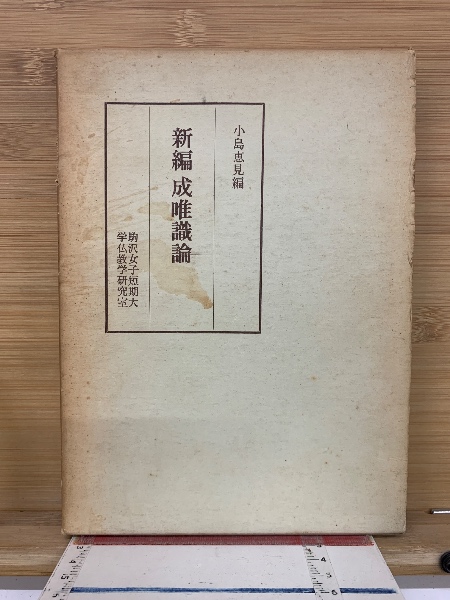 小島恵見編
新編 成唯識論
駒沢女子短期大
学仏教学研究室